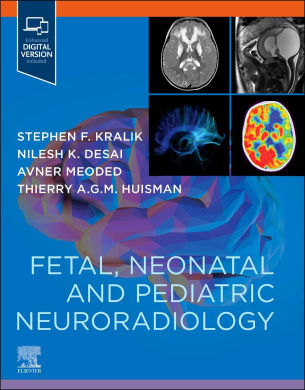 Enhanced
DIGITAL
VERSION
Included
STEPHEN F. KRALIK
NILESH K. DESAI
AVNER MEODED
THIERRY A.G.M. HUISMAN
FETAL, NEONATAL
AND PEDIATRIC
NEURORADIOLOGY
ELSEVIER